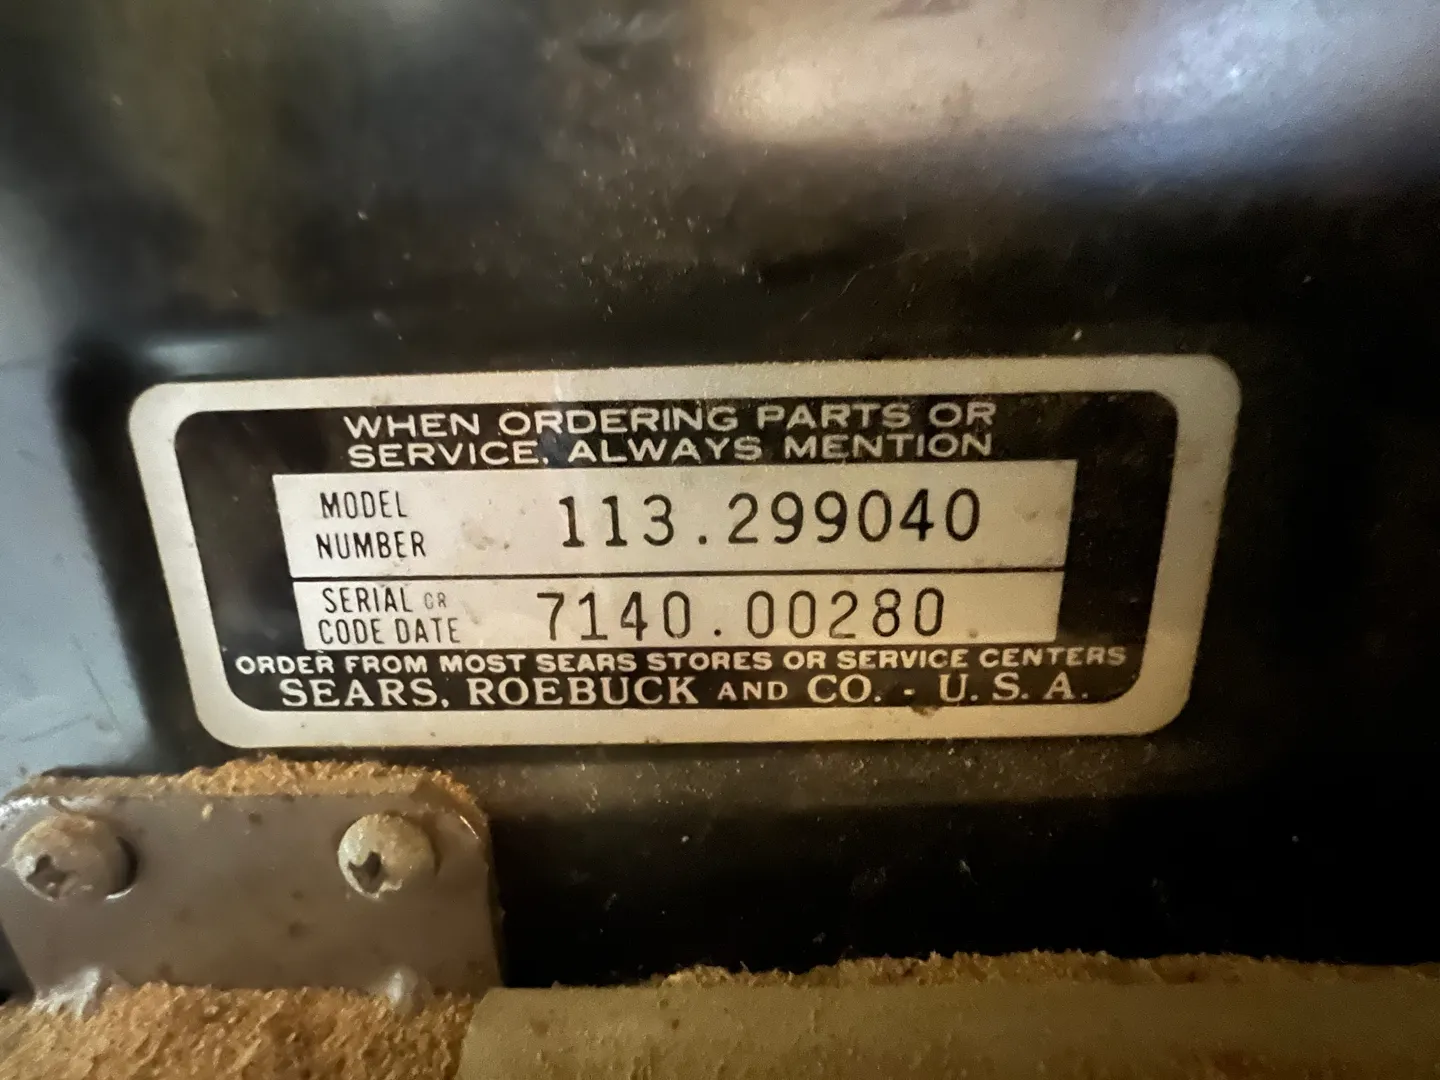 WHEN ORDERING PARTS OR
SERVICE, ALWAYS MENTION
MODEL
NUMBER
113.299040
SERIAL OR
CODE DATE
7140.00280
ORDER FROM MOST SEARS STORES OR SERVICE CENTERS
SEARS, ROEBUCK AND CO. - U. S. A.